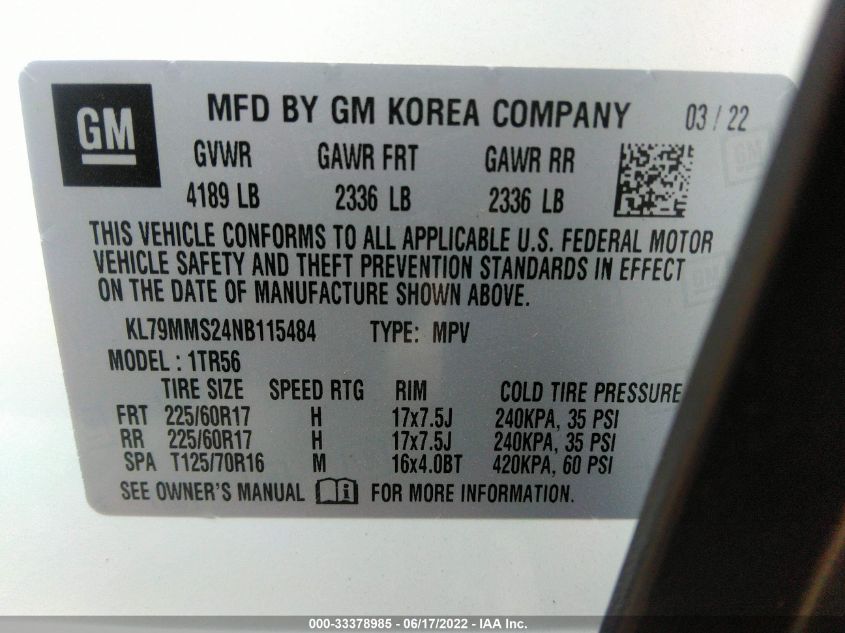 GM
MFD BY GM KOREA COMPANY 03 / 22
GVWR GAWR FRT GAWR RR
4189 LB 2336 LB 2336 LB
THIS VEHICLE CONFORMS TO ALL APPLICABLE U.S. FEDERAL MOTOR
VEHICLE SAFETY AND THEFT PREVENTION STANDARDS IN EFFECT
ON THE DATE OF MANUFACTURE SHOWN ABOVE.
KL79MMS24NB115484 TYPE: MPV
MODEL : 1TR56
TIRE SIZE SPEED RTG RIM COLD TIRE PRESSURE
FRT 225/60R17 H 17x7.5J 240KPA, 35 PSI
RR 225/60R17 H 17x7.5J 240KPA, 35 PSI
SPA T125/70R16 M 16x4.0BT 420KPA, 60 PSI
SEE OWNER'S MANUAL FOR MORE INFORMATION.
GM
GM
000-33378985 - 06/17/2022 - IAA Inc.